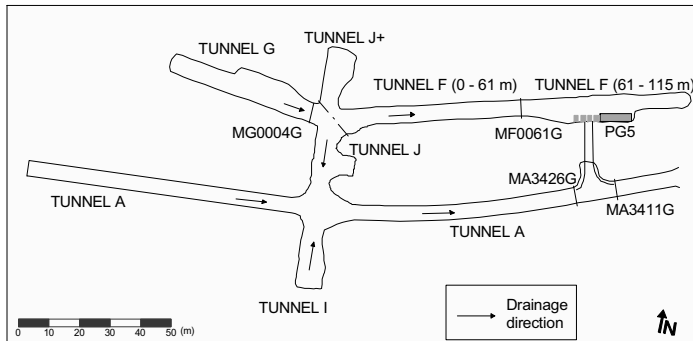 TUNNEL J+
TUNNEL G
TUNNEL F (0 - 61 m)
TUNNEL F (61 - 115 m)
MG0004G
MF0061G
PG5
TUNNEL J
MA3426G
TUNNEL A
MA3411G
TUNNEL A
TUNNEL I
Drainage
direction
0 10 20 30 40 50 (m)
N